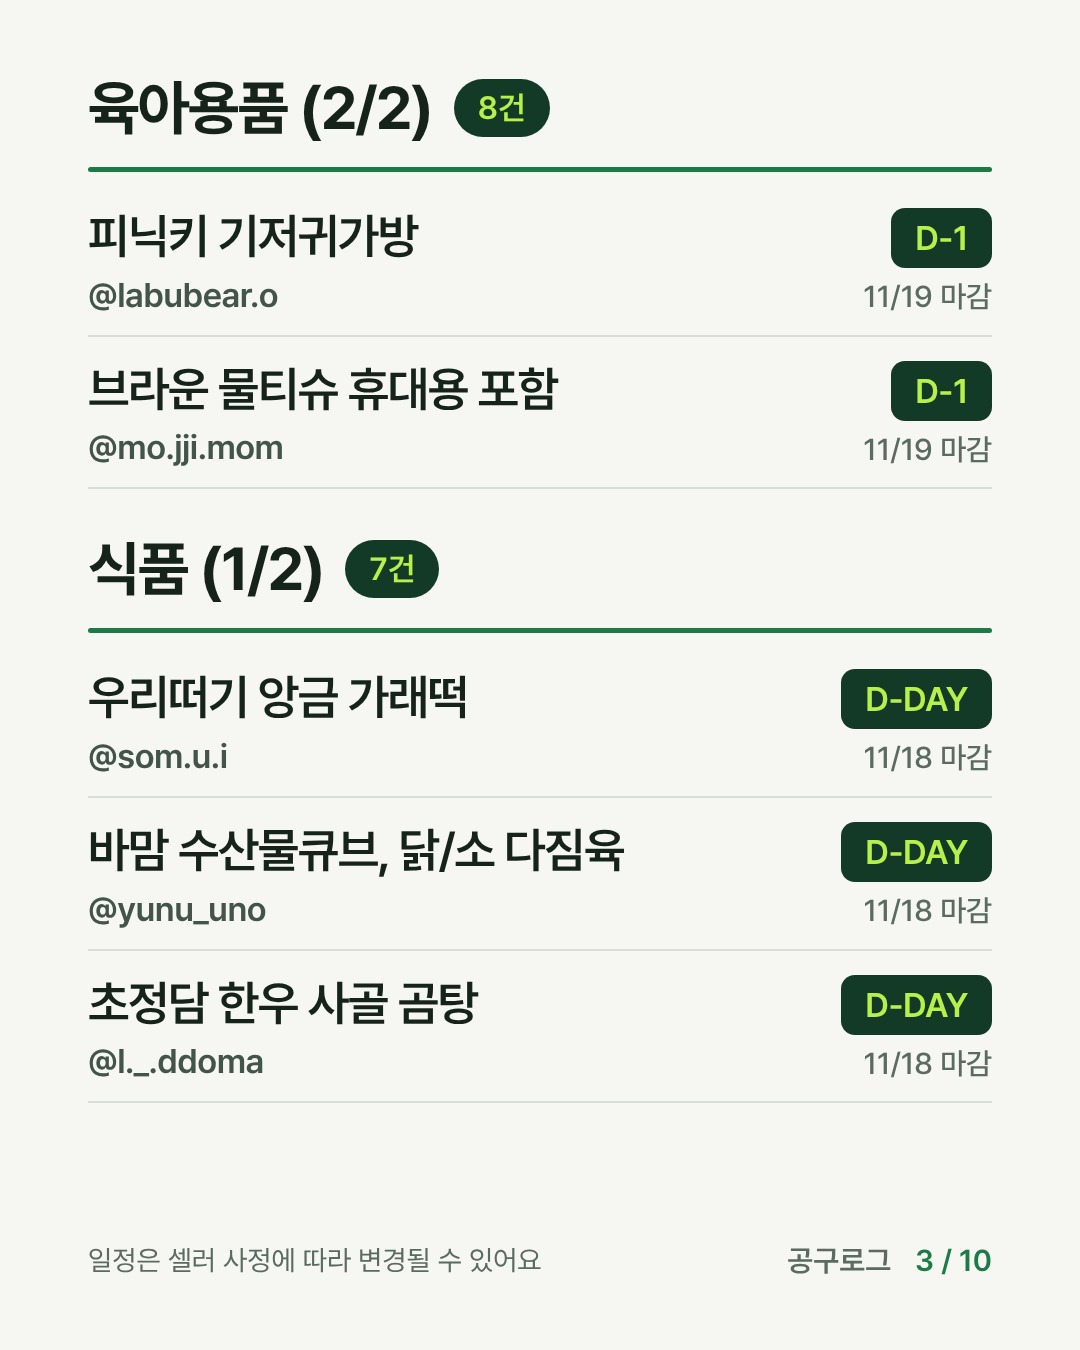 육아용품 (2/2) 8건
피닉키 기저귀가방 D-1
@labubear.o 11/19 마감
브라운 물티슈 휴대용 포함 D-1
@mo.jji.mom 11/19 마감
식품 (1/2) 7건
우리떠기 앙금 가래떡 D-DAY
@som.u.i 11/18 마감
바맘 수산물큐브, 닭/소 다짐육 D-DAY
@yunu_uno 11/18 마감
초정담 한우 사골 곰탕 D-DAY
@l._.ddoma 11/18 마감
일정은 셀러 사정에 따라 변경될 수 있어요 공구로그 3 / 10